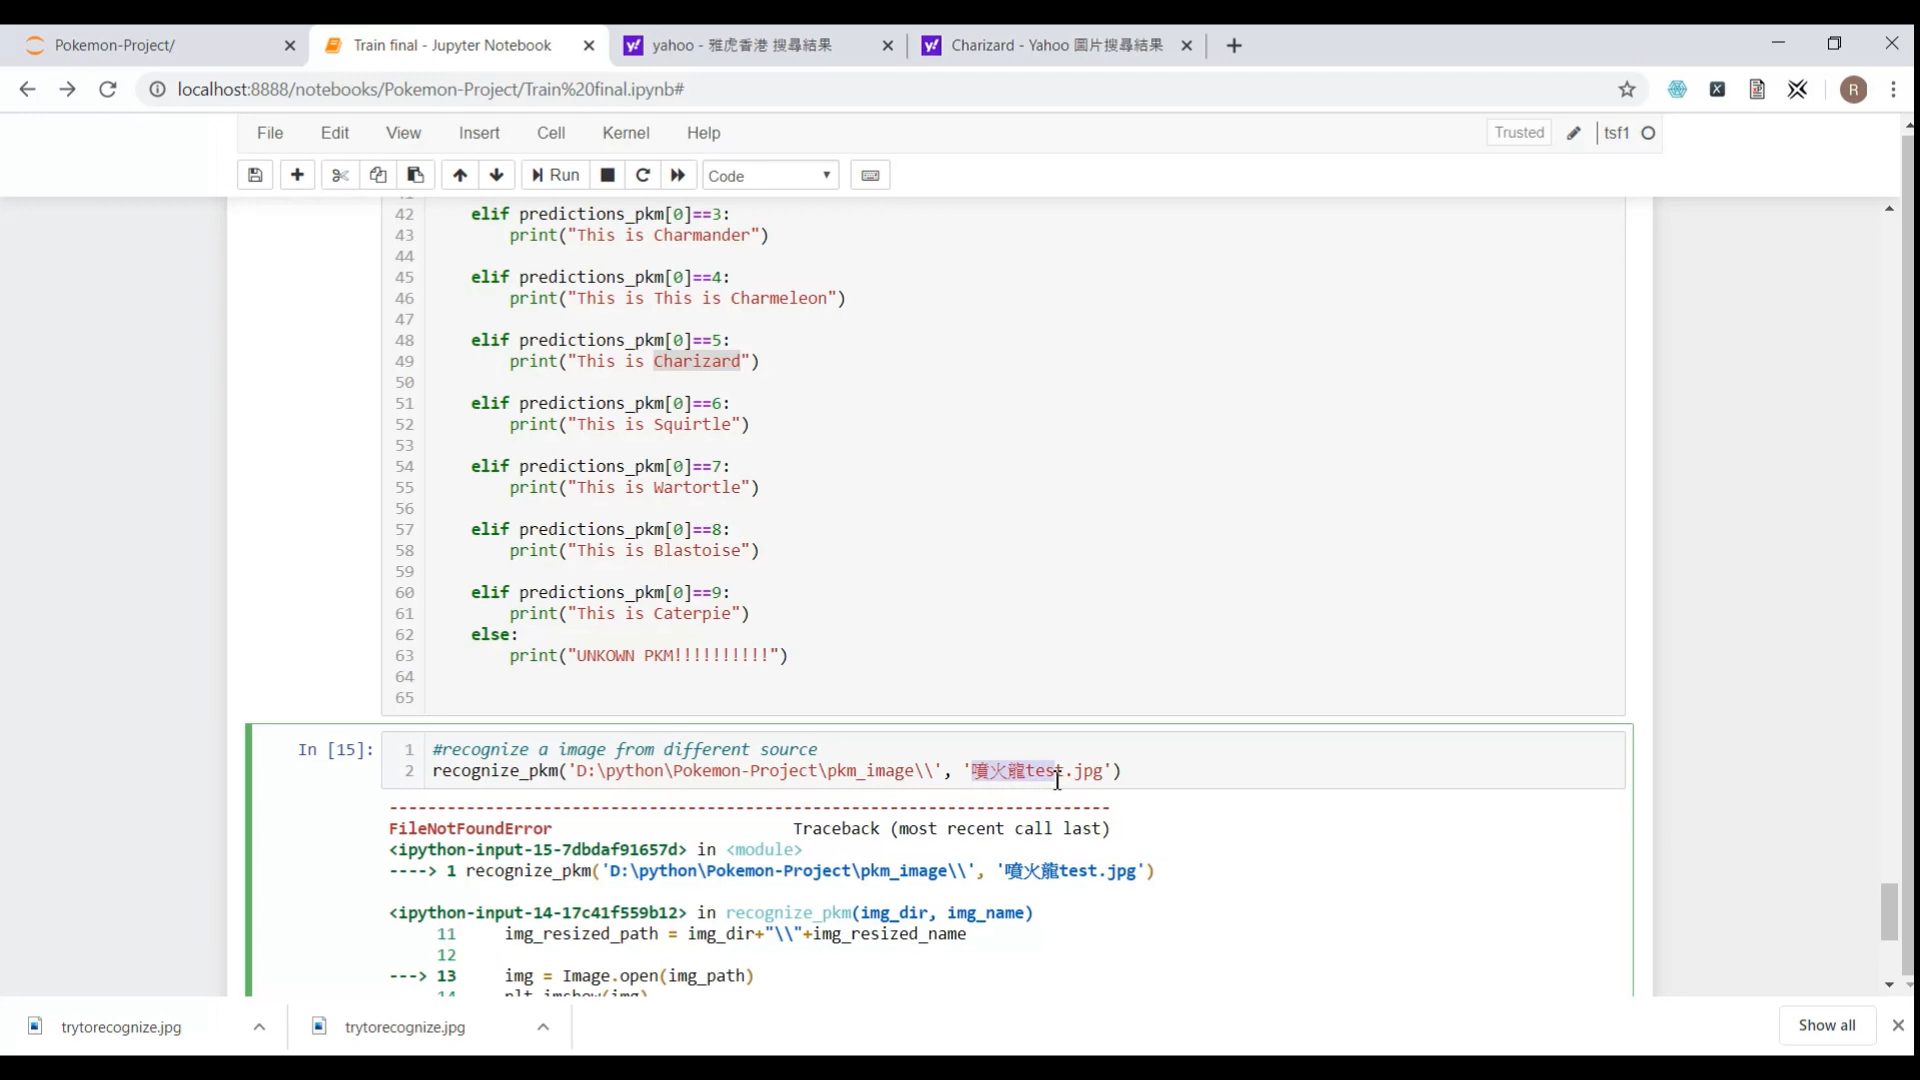 Pokemon-Project/
Train final - Jupyter Notebook
yahoo - 雅虎香港 搜尋結果
Charizard - Yahoo 圖片搜尋結果
localhost:8888/notebooks/Pokemon-Project/Train%20final.ipynb#
R
File Edit View Insert Cell Kernel Help
Trusted
tsf1
Run
Code
42 elif predictions_pkm[0]==3:
43 print("This is Charmander")
44
45 elif predictions_pkm[0]==4:
46 print("This is This is Charmeleon")
47
48 elif predictions_pkm[0]==5:
49 print("This is Charizard")
50
51 elif predictions_pkm[0]==6:
52 print("This is Squirtle")
53
54 elif predictions_pkm[0]==7:
55 print("This is Wartortle")
56
57 elif predictions_pkm[0]==8:
58 print("This is Blastoise")
59
60 elif predictions_pkm[0]==9:
61 print("This is Caterpie")
62 else:
63 print("UNKOWN PKM!!!!!!!!!!")
64
65
In [15]:
1 #recognize a image from different source
2 recognize_pkm('D:\python\Pokemon-Project\pkm_image\\', '噴火龍test.jpg')
---------------------------------------------------------------------------
FileNotFoundError Traceback (most recent call last)
<ipython-input-15-7dbdaf91657d> in <module>
----> 1 recognize_pkm('D:\python\Pokemon-Project\pkm_image\\', '噴火龍test.jpg')
<ipython-input-14-17c41f559b12> in recognize_pkm(img_dir, img_name)
11 img_resized_path = img_dir+"\\"+img_resized_name
12
---> 13 img = Image.open(img_path)
14 plt.imshow(img)
trytorecognize.jpg
trytorecognize.jpg
Show all